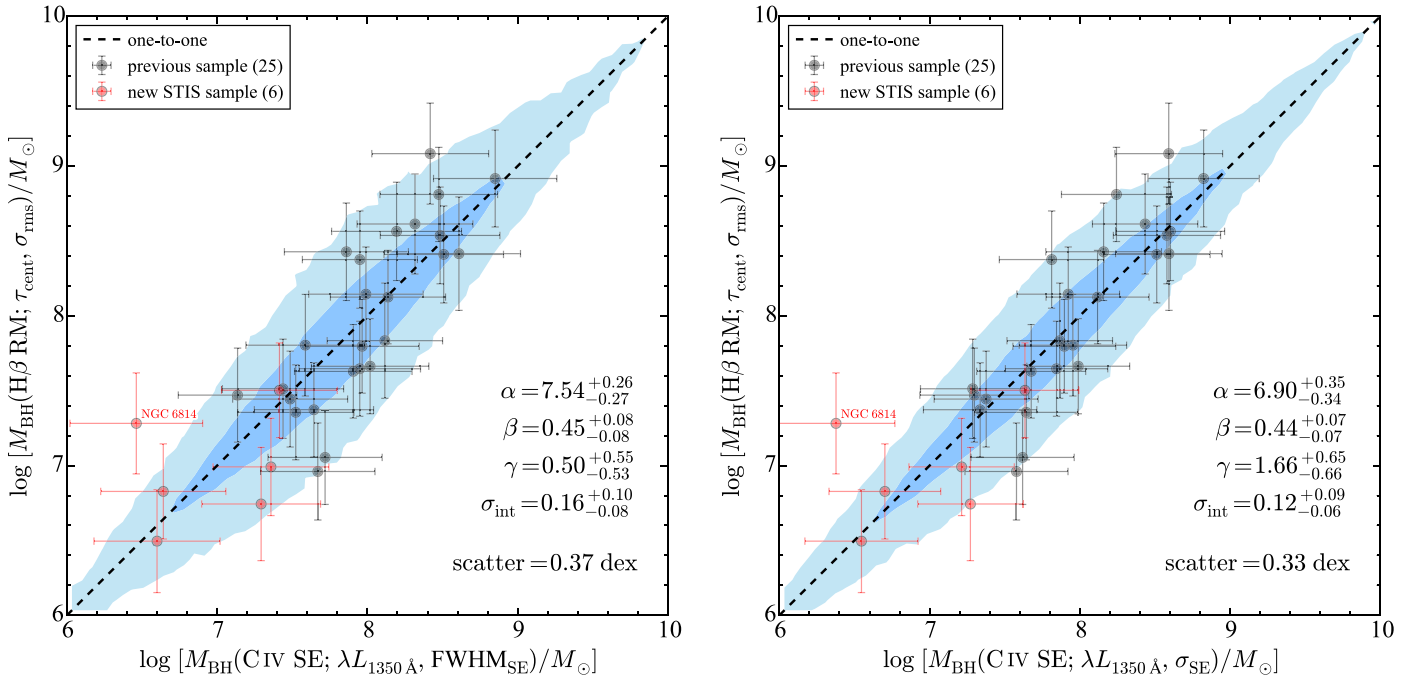 one-to-one
previous sample (25)
new STIS sample (6)
10
9
8
7
6
log [M_BH(Hβ RM; τ_cent, σ_rms)/M_⊙]
NGC 6814
α = 7.54 +0.26 −0.27
β = 0.45 +0.08 −0.08
γ = 0.50 +0.55 −0.53
σ_int = 0.16 +0.10 −0.08
scatter = 0.37 dex
6 7 8 9 10
log [M_BH(C IV SE; λL_1350 Å, FWHM_SE)/M_⊙]
one-to-one
previous sample (25)
new STIS sample (6)
10
9
8
7
6
log [M_BH(Hβ RM; τ_cent, σ_rms)/M_⊙]
NGC 6814
α = 6.90 +0.35 −0.34
β = 0.44 +0.07 −0.07
γ = 1.66 +0.65 −0.66
σ_int = 0.12 +0.09 −0.06
scatter = 0.33 dex
6 7 8 9 10
log [M_BH(C IV SE; λL_1350 Å, σ_SE)/M_⊙]